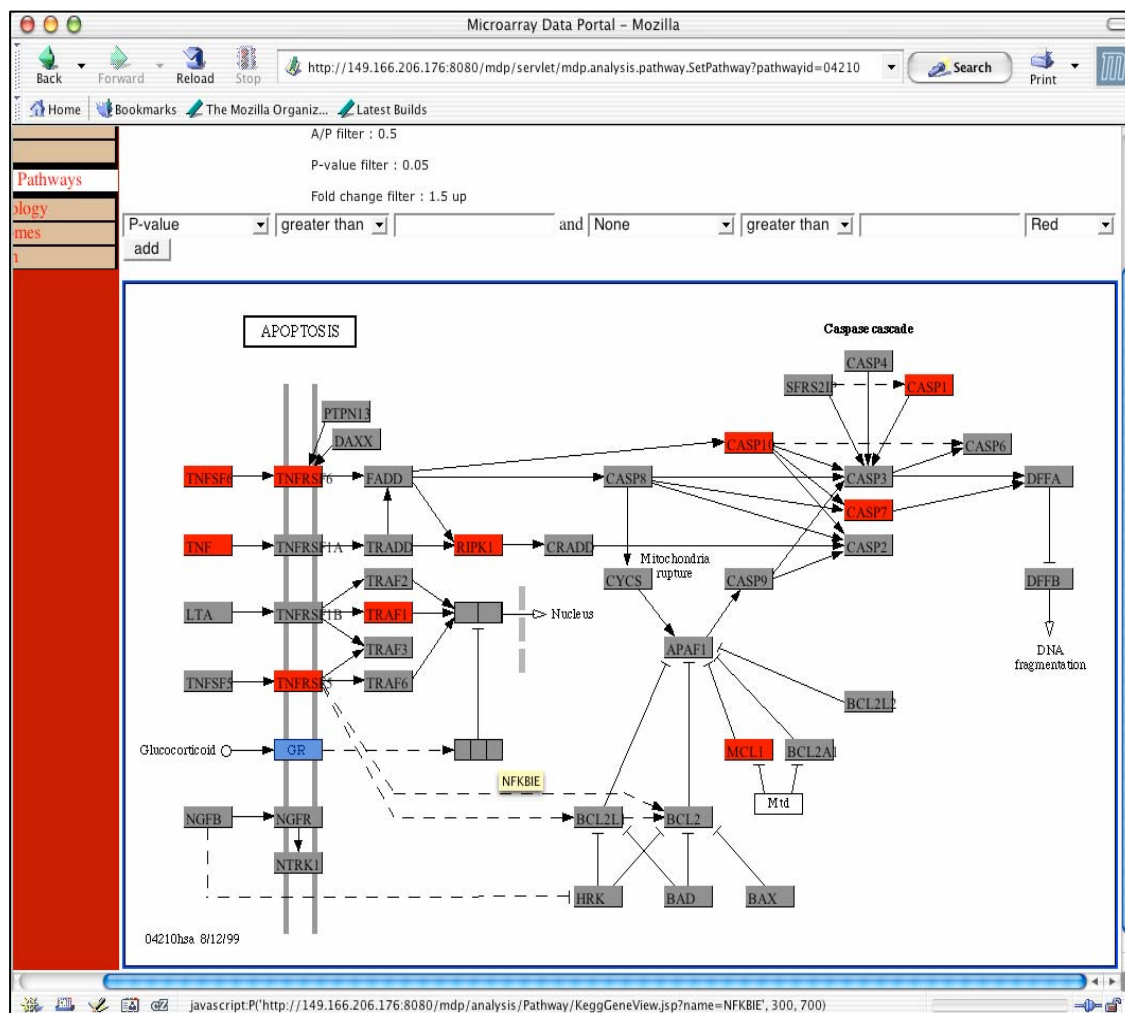 Microarray Data Portal - Mozilla
Back Forward Reload Stop http://149.166.206.176:8080/mdp/servlet/mdp.analysis.pathway.SetPathway?pathwayid=04210 Search Print
Home Bookmarks The Mozilla Organiz... Latest Builds
A/P filter : 0.5
Pathways
P-value filter : 0.05
Fold change filter : 1.5 up
ology
mes
n
P-value greater than and None greater than Red
add
APOPTOSIS
Caspase cascade
CASP4
SFRS2I CASP1
PTPN13
DAXX
CASP10 CASP6
TNFSF6 TNFRSF6 FADD CASP8 CASP3 DFFA
CASP7
TNF TNFRSF1A TRADD RIPK1 CRADD CASP2
Mitochondria
rupture
TRAF2 CYCS CASP9 DFFB
LTA TNFRSF1B TRAF1 Nucleus
TRAF3 APAF1
DNA
fragmentation
TNFSF5 TNFRSF5 TRAF6
BCL2L2
Glucocorticoid GR MCL1 BCL2A1
NFKBIE
Mtd
NGFB NGFR BCL2L1 BCL2
NTRK1
HRK BAD BAX
04210hsa 8/12/99
javascript:P('http://149.166.206.176:8080/mdp/analysis/Pathway/KeggGeneView.jsp?name=NFKBIE', 300, 700)